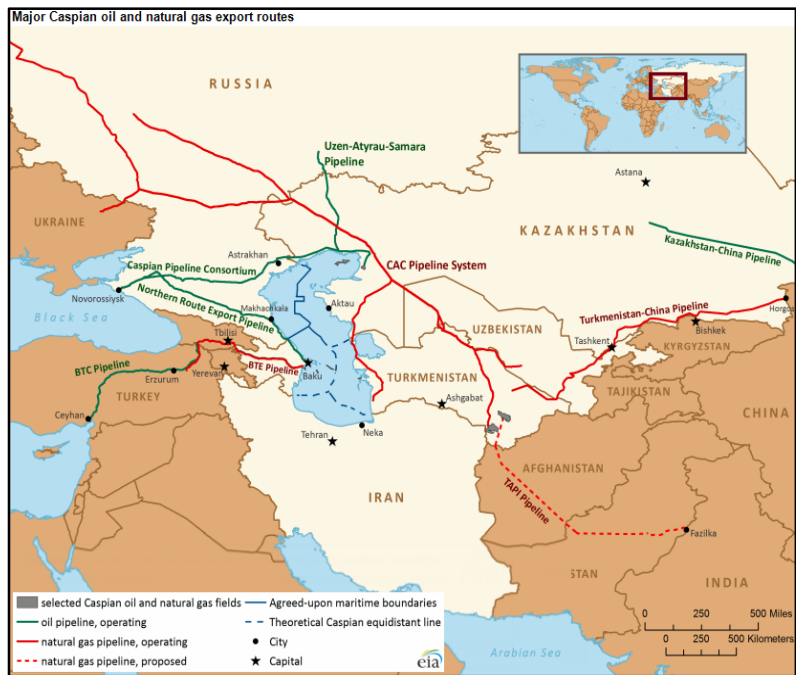 Major Caspian oil and natural gas export routes
RUSSIA
Uzen-Atyrau-Samara
Pipeline
Astana
UKRAINE
KAZAKHSTAN
Kazakhstan-China Pipeline
Astrakhan
Caspian Pipeline Consortium
CAC Pipeline System
Novorossiysk
Northern Route Export Pipeline
Makhachkala
Aktau
Turkmenistan-China Pipeline
Horgos
Black Sea
UZBEKISTAN
Bishkek
Tbilisi
Tashkent
KYRGYZSTAN
BTC Pipeline
Erzurum
Yerevan
BTE Pipeline
Baku
TURKMENISTAN
TURKEY
Ashgabat
TAJIKISTAN
CHINA
Ceyhan
Neka
Tehran
AFGHANISTAN
IRAN
TAPI Pipeline
Fazilka
STAN
INDIA
selected Caspian oil and natural gas fields
Agreed-upon maritime boundaries
oil pipeline, operating
Theoretical Caspian equidistant line
natural gas pipeline, operating
City
natural gas pipeline, proposed
Capital
eia
0 250 500 Miles
0 250 500 Kilometers
Arabian Sea